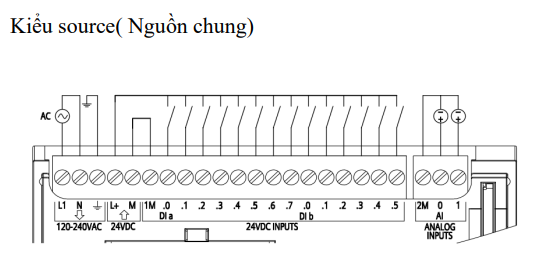 Kiểu source( Nguồn chung)
AC
L1 N L+ M 1M .0 .1 .2 .3 .4 .5 .6 .7 .0 .1 .2 .3 .4 .5 2M 0 1
DI a DI b AI
120-240VAC 24VDC 24VDC INPUTS ANALOG
INPUTS